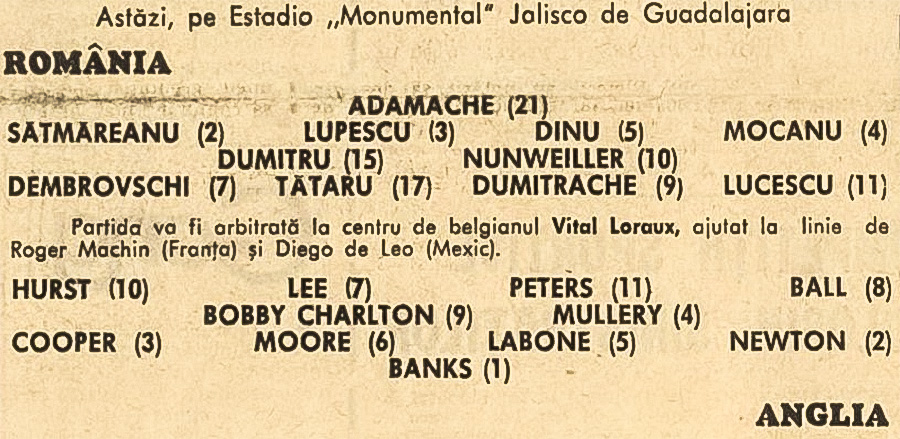 Astăzi, pe Estadio „Monumental" Jalisco de Guadalajara
ROMÂNIA
ADAMACHE (21)
SĂTMĂREANU (2) LUPESCU (3) DINU (5) MOCANU (4)
DUMITRU (15) NUNWEILLER (10)
DEMBROVSCHI (7) TĂTARU (17) DUMITRACHE (9) LUCESCU (11)
Partida va fi arbitrată la centru de belgianul Vital Loraux, ajutat la linie de
Roger Machin (Franţa) şi Diego de Leo (Mexic).
HURST (10) LEE (7) PETERS (11) BALL (8)
BOBBY CHARLTON (9) MULLERY (4)
COOPER (3) MOORE (6) LABONE (5) NEWTON (2)
BANKS (1)
ANGLIA